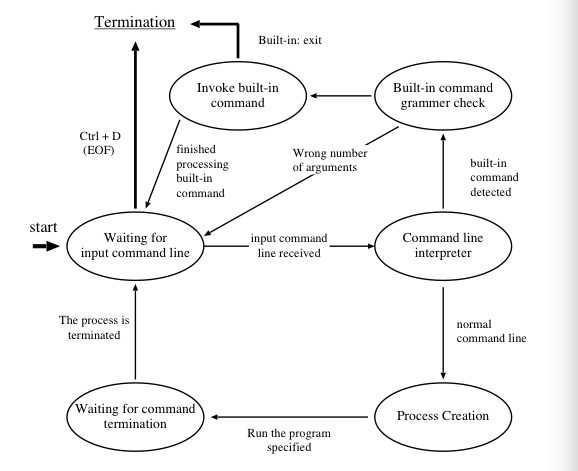 Termination
Built-in: exit
Invoke built-in
command
Built-in command
grammer check
Ctrl + D
(EOF)
finished
processing
built-in
command
Wrong number
of arguments
built-in
command
detected
start
Waiting for
input command line
input command
line received
Command line
interpreter
The process is
terminated
normal
command line
Waiting for command
termination
Run the program
specified
Process Creation